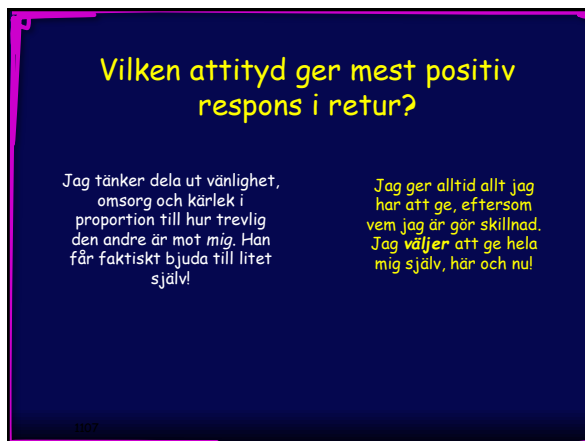 Vilken attityd ger mest positiv
respons i retur?
Jag tänker dela ut vänlighet,
omsorg och kärlek i
proportion till hur trevlig
den andre är mot mig. Han
får faktiskt bjuda till litet
själv!
Jag ger alltid allt jag
har att ge, eftersom
vem jag är gör skillnad.
Jag väljer att ge hela
mig själv, här och nu!